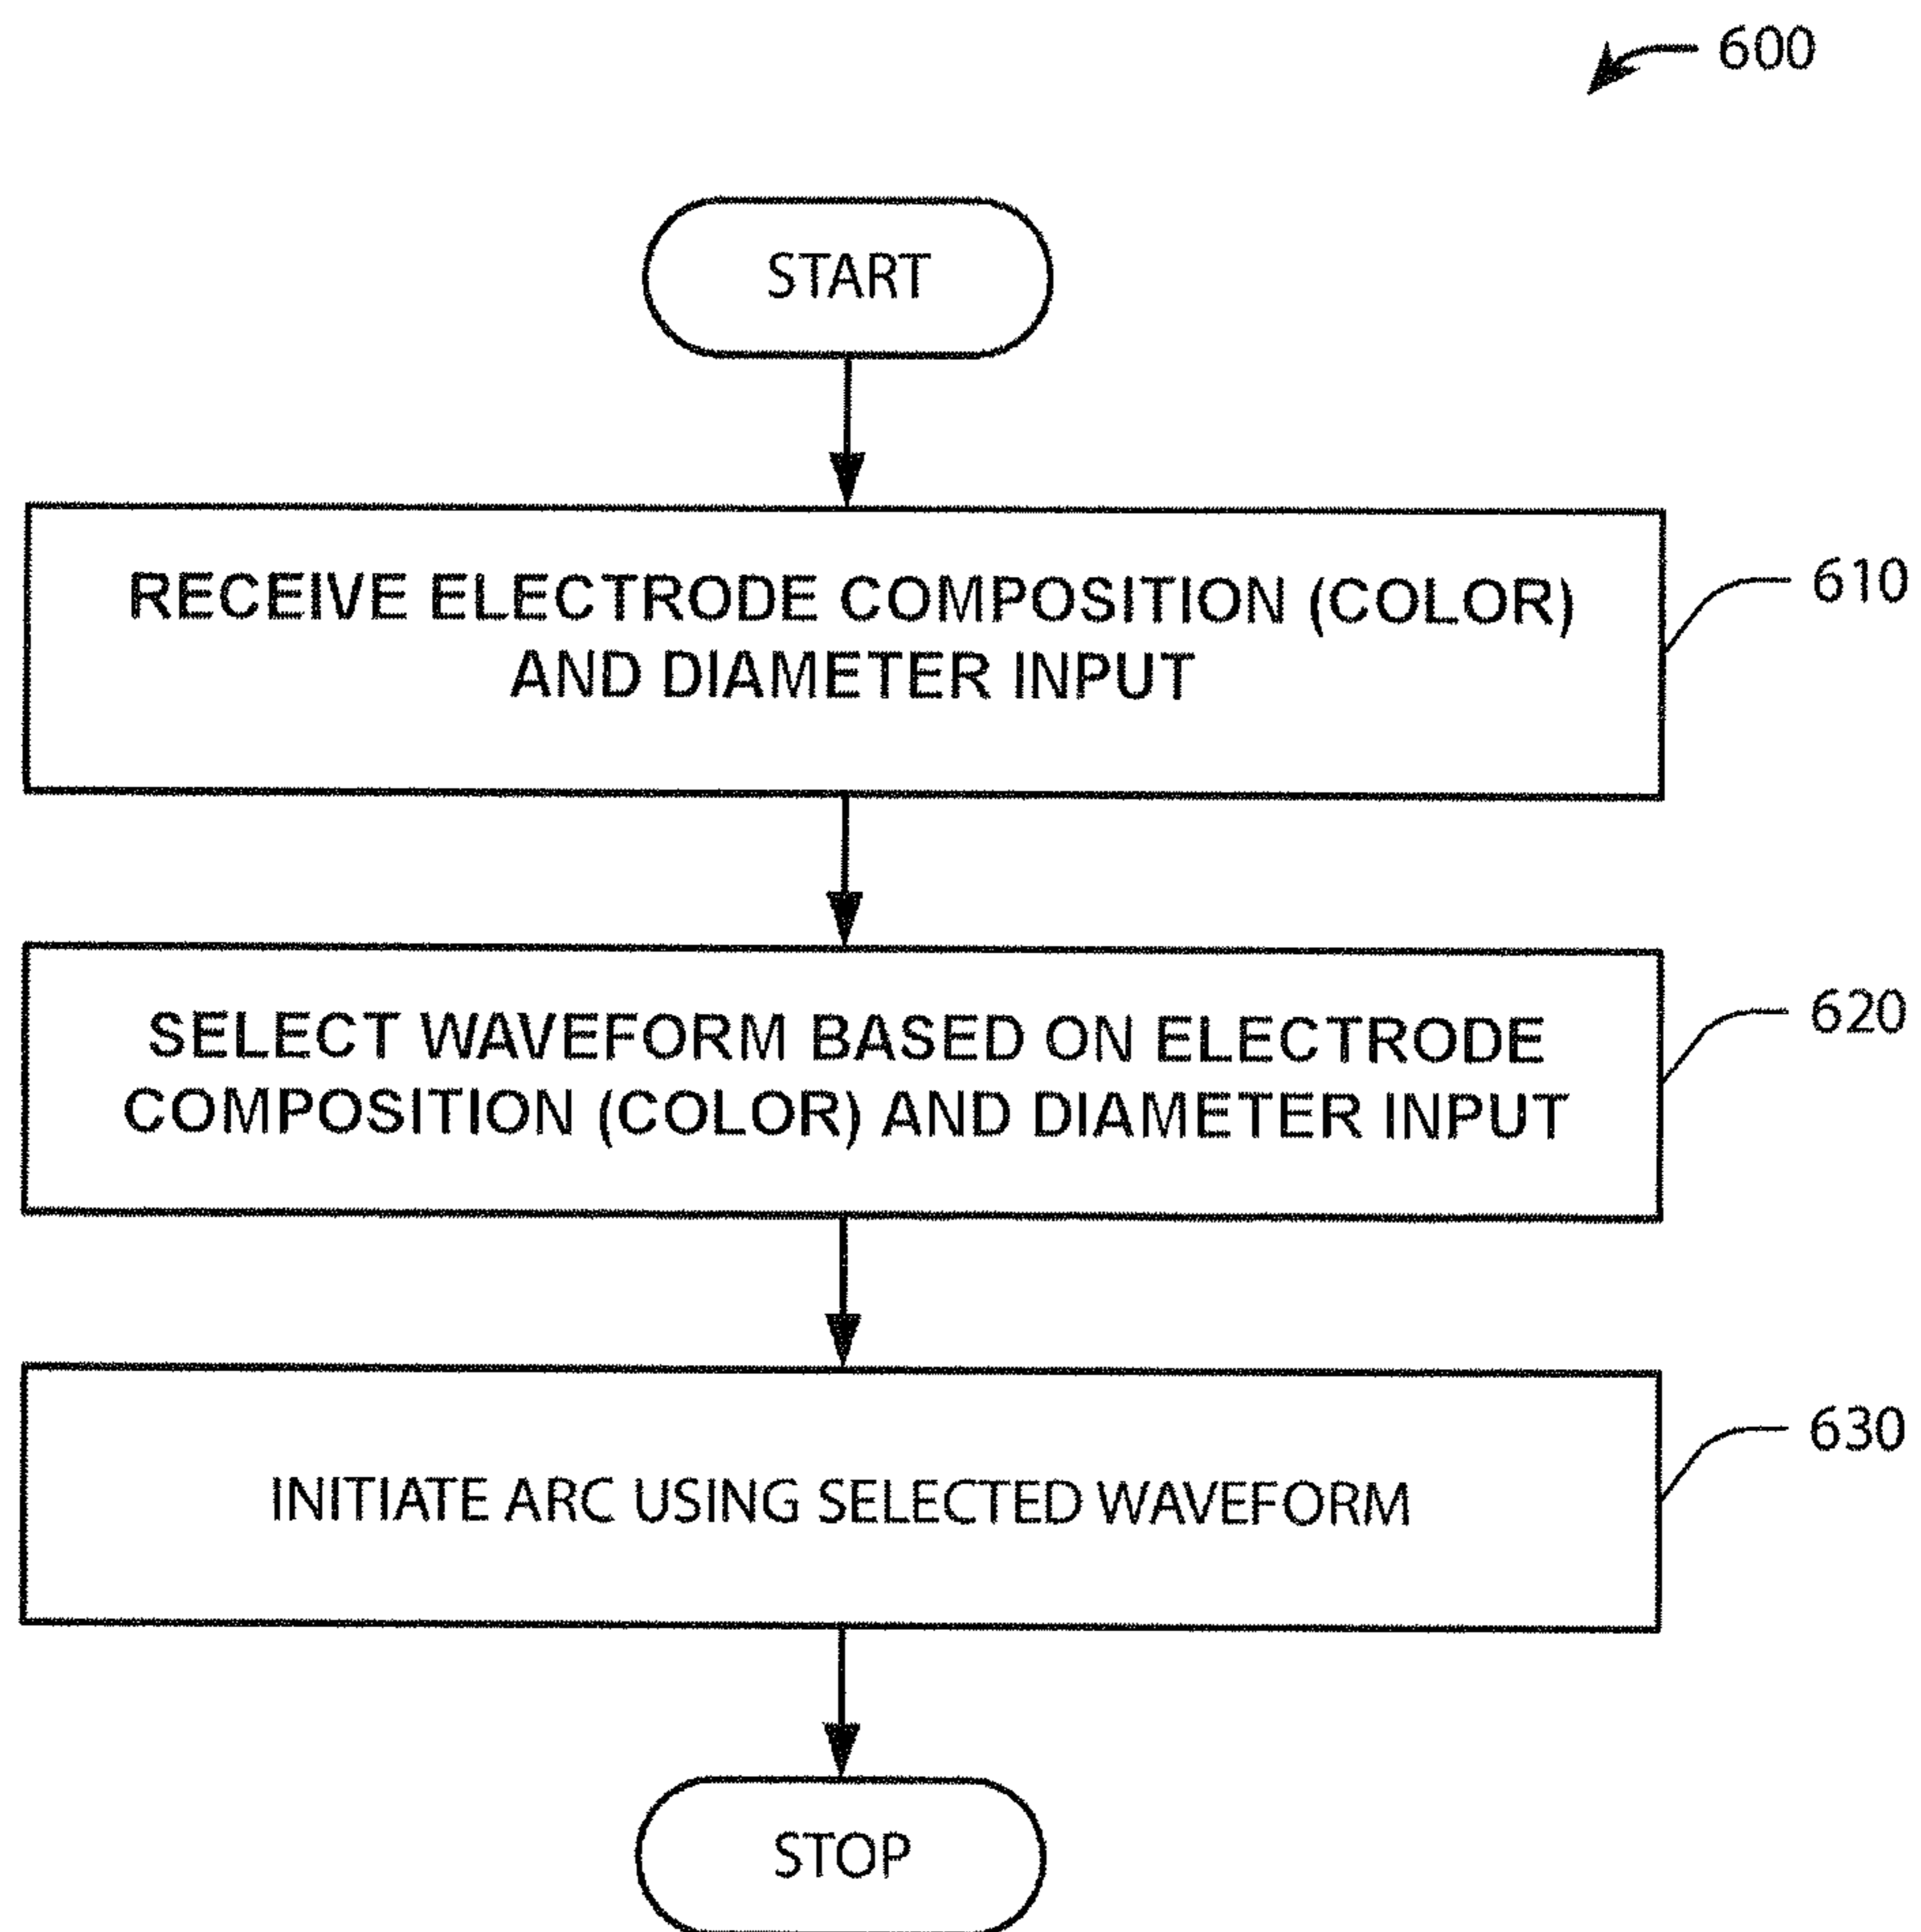 600
START
RECEIVE ELECTRODE COMPOSITION (COLOR)
AND DIAMETER INPUT
610
SELECT WAVEFORM BASED ON ELECTRODE
COMPOSITION (COLOR) AND DIAMETER INPUT
620
INITIATE ARC USING SELECTED WAVEFORM
630
STOP